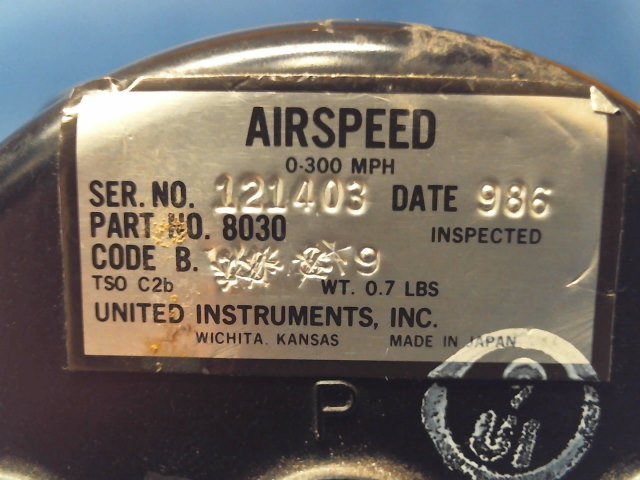 AIRSPEED
0-300 MPH
SER. NO. 121403 DATE 986
PART NO. 8030 INSPECTED
CODE B. 9
TSO C2b WT. 0.7 LBS
UNITED INSTRUMENTS, INC.
WICHITA, KANSAS MADE IN JAPAN
P